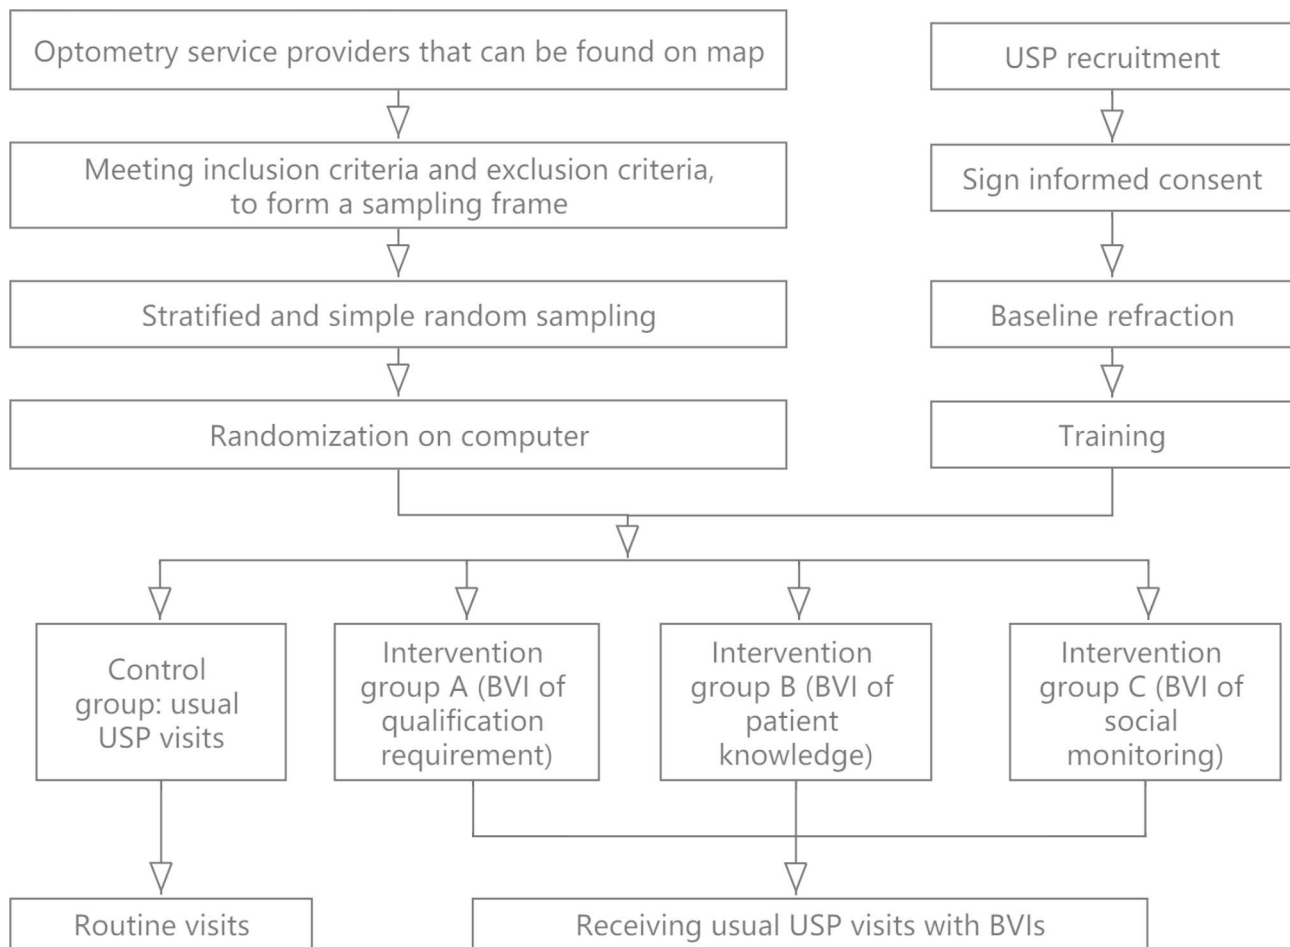 Optometry service providers that can be found on map
USP recruitment
Meeting inclusion criteria and exclusion criteria,
to form a sampling frame
Sign informed consent
Stratified and simple random sampling
Baseline refraction
Randomization on computer
Training
Control
group: usual
USP visits
Intervention
group A (BVI of
qualification
requirement)
Intervention
group B (BVI of
patient
knowledge)
Intervention
group C (BVI of
social
monitoring)
Routine visits
Receiving usual USP visits with BVIs